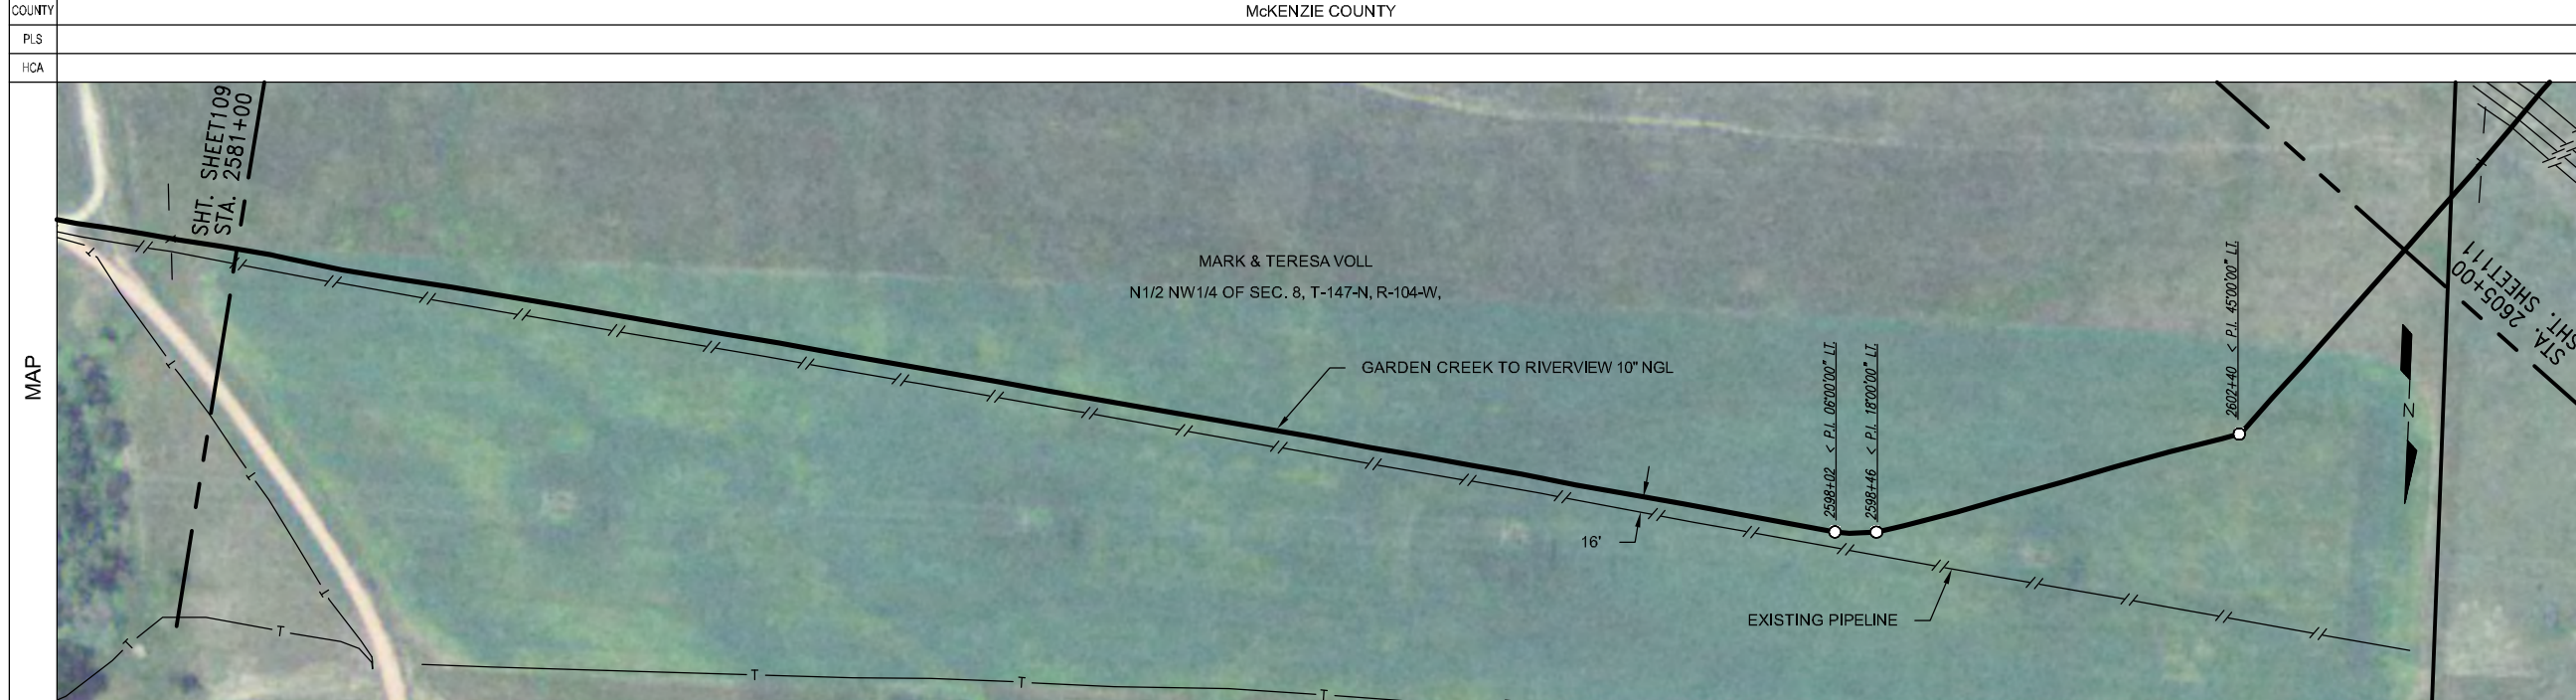 COUNTY
McKENZIE COUNTY
PLS
HCA
MAP
SHT. SHEET109
STA. 2581+00
MARK & TERESA VOLL
N1/2 NW1/4 OF SEC. 8, T-147-N, R-104-W,
GARDEN CREEK TO RIVERVIEW 10" NGL
2598+02 < P.I. 06°00'00" LT.
2598+46 < P.I. 18°00'00" LT.
2602+40 < P.I. 45°00'00" LT.
STA. 2605+00
SHT. SHEET111
N
16'
EXISTING PIPELINE
T
T
T
T
T
T
T
T
T